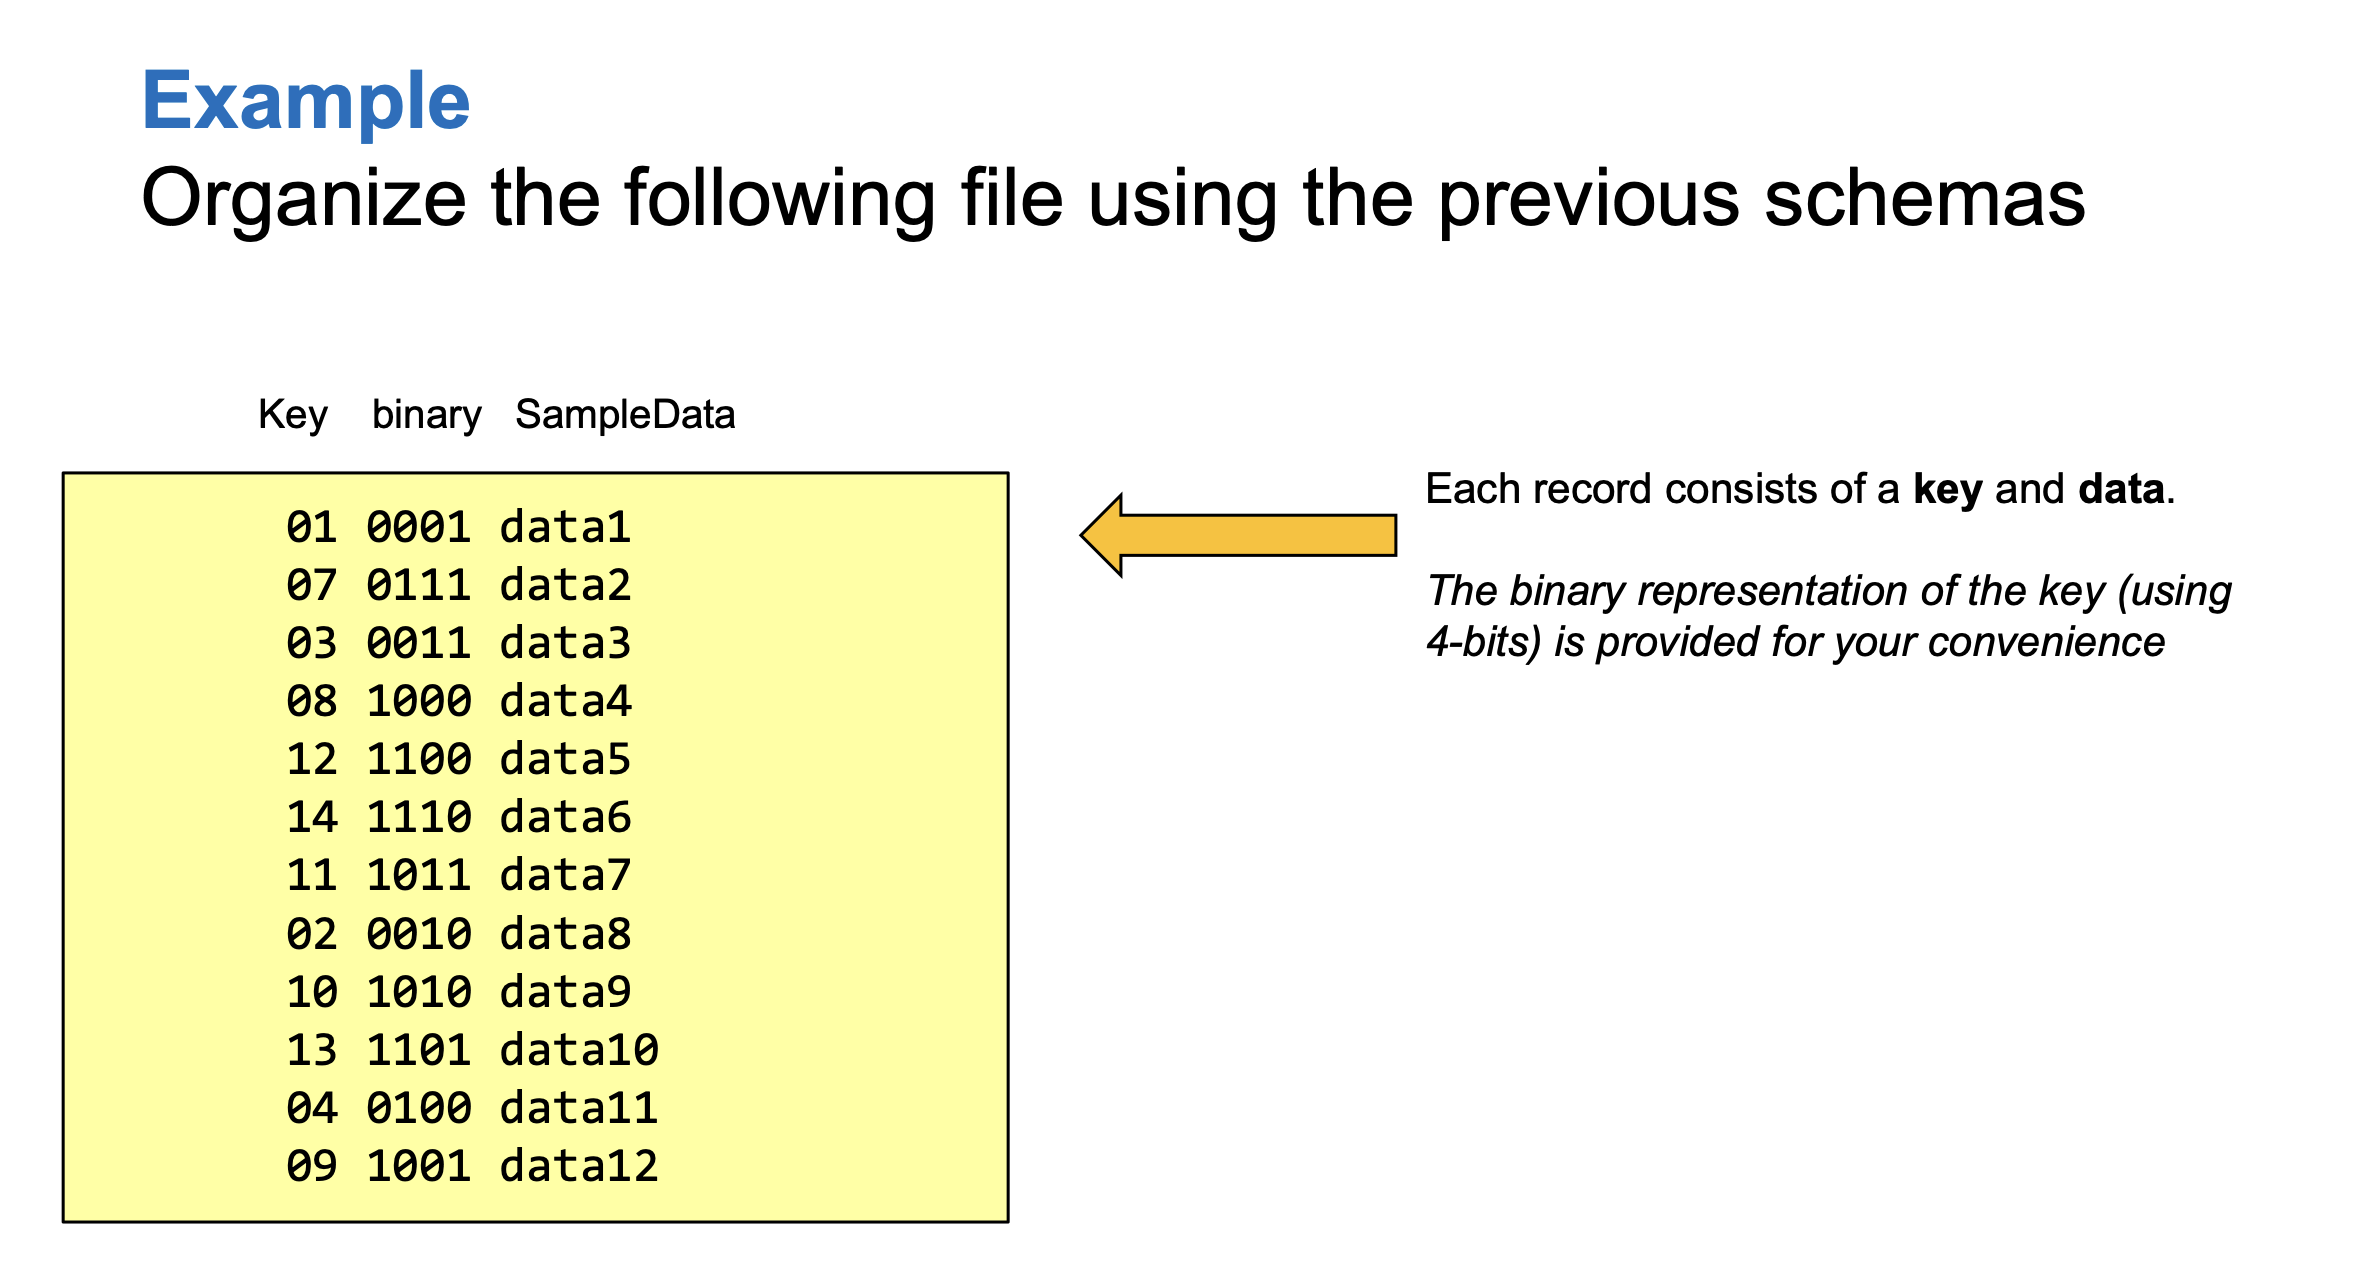 Example
Organize the following file using the previous schemas
Key binary SampleData
01 0001 data1
07 0111 data2
03 0011 data3
08 1000 data4
12 1100 data5
14 1110 data6
11 1011 data7
02 0010 data8
10 1010 data9
13 1101 data10
04 0100 data11
09 1001 data12
Each record consists of a key and data.
The binary representation of the key (using
4-bits) is provided for your convenience